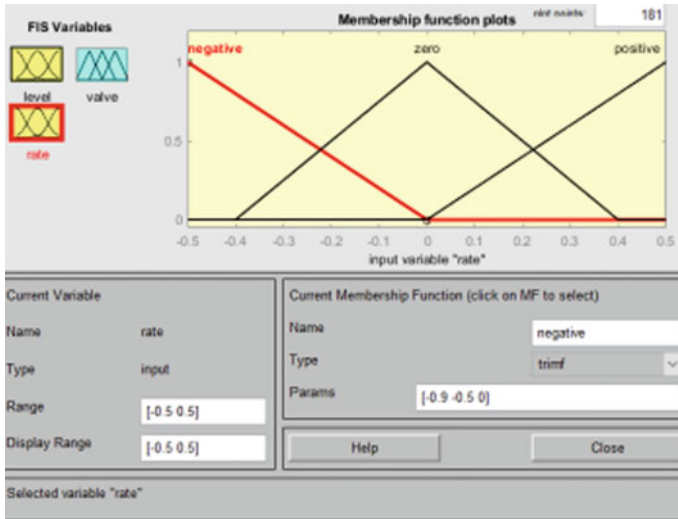 FIS Variables
Membership function plots
plot points:
181
level
valve
rate
negative
zero
positive
1
0.5
0
-0.5 -0.4 -0.3 -0.2 -0.1 0 0.1 0.2 0.3 0.4 0.5
input variable "rate"
Current Variable
Name rate
Type input
Range [-0.5 0.5]
Display Range [-0.5 0.5]
Current Membership Function (click on MF to select)
Name negative
Type trimf
Params [-0.9 -0.5 0]
Help
Close
Selected variable "rate"